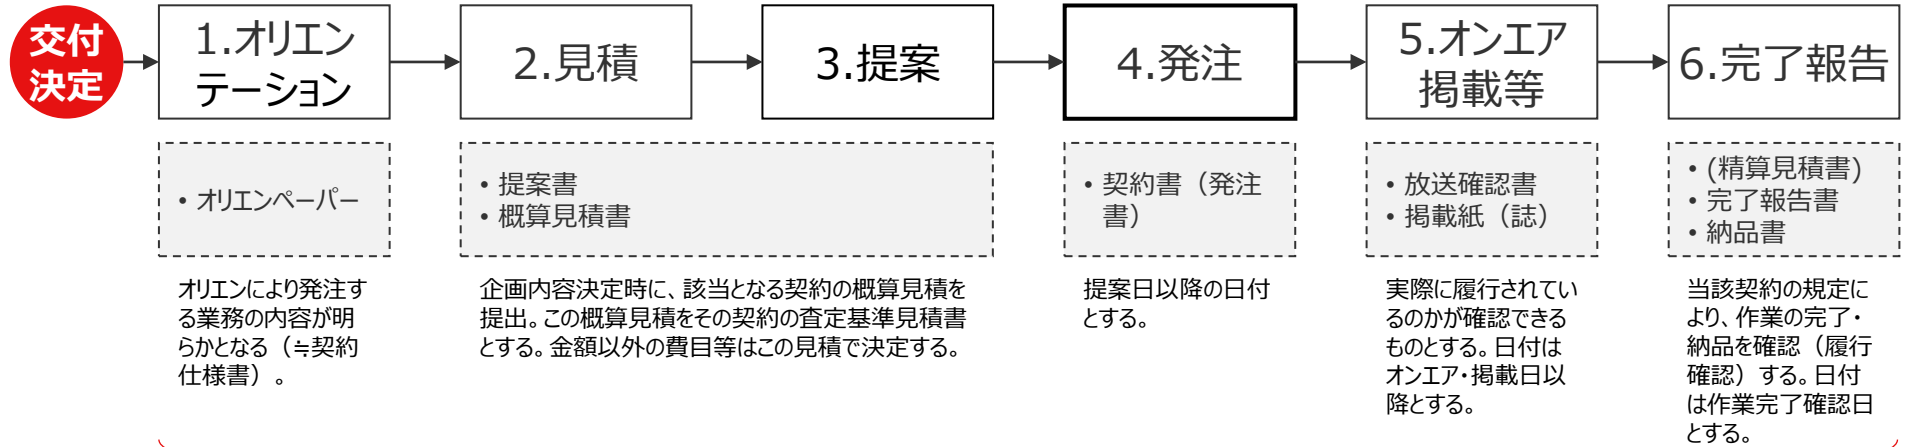 交付
決定
1.オリエン
テーション
2.見積
3.提案
4.発注
5.オンエア
掲載等
6.完了報告
• オリエンペーパー
• 提案書
• 概算見積書
• 契約書（発注
書）
• 放送確認書
• 掲載紙（誌）
• (精算見積書)
• 完了報告書
• 納品書
オリエンにより発注す
る業務の内容が明
らかとなる（≒契約
仕様書）。
企画内容決定時に、該当となる契約の概算見積を
提出。この概算見積をその契約の査定基準見積書
とする。金額以外の費目等はこの見積で決定する。
提案日以降の日付
とする。
実際に履行されてい
るのかが確認できる
ものとする。日付は
オンエア・掲載日以
降とする。
当該契約の規定に
より、作業の完了・
納品を確認（履行
確認）する。日付
は作業完了確認日
とする。